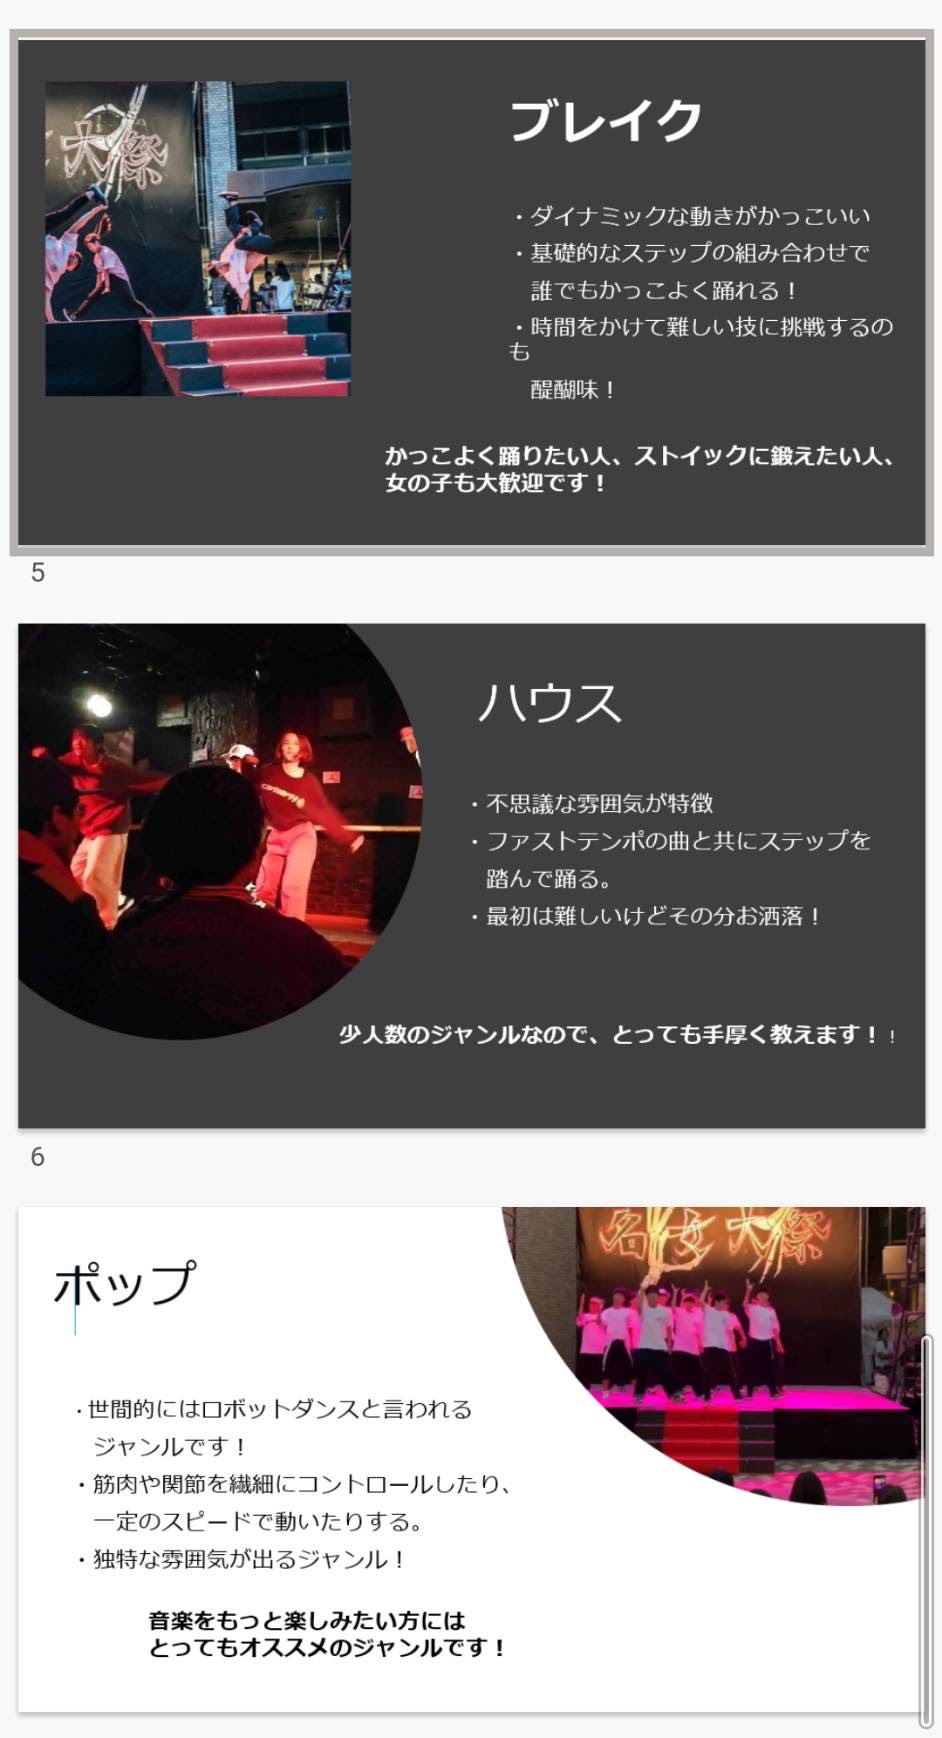 大祭
ブレイク
・ダイナミックな動きがかっこいい
・基礎的なステップの組み合わせで
誰でもかっこよく踊れる！
・時間をかけて難しい技に挑戦するの
も
醍醐味！
かっこよく踊りたい人、ストイックに鍛えたい人、
女の子も大歓迎です！
5
ハウス
・不思議な雰囲気が特徴
・ファストテンポの曲と共にステップを
踏んで踊る。
・最初は難しいけどその分お洒落！
少人数のジャンルなので、とっても手厚く教えます！！
6
名女大祭
ポップ
・世間的にはロボットダンスと言われる
ジャンルです！
・筋肉や関節を繊細にコントロールしたり、
一定のスピードで動いたりする。
・独特な雰囲気が出るジャンル！
音楽をもっと楽しみたい方には
とってもオススメのジャンルです！